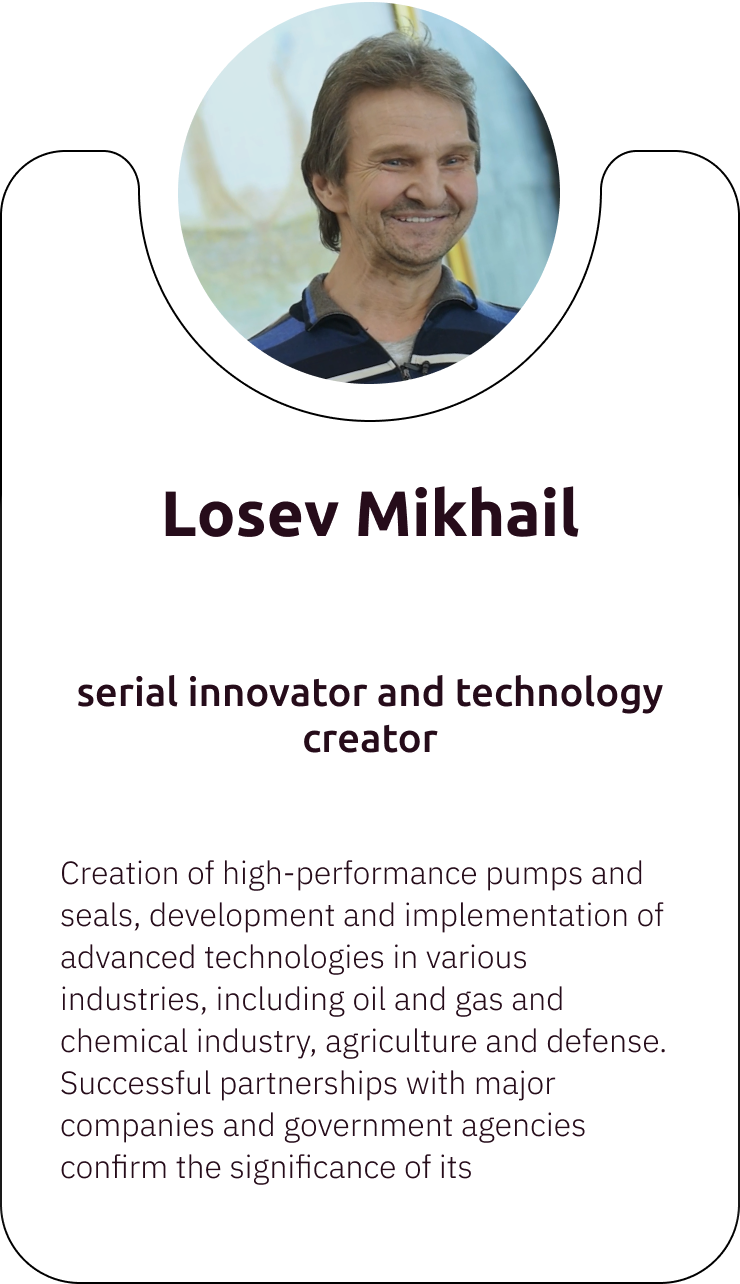 Losev Mikhail
serial innovator and technology
creator
Creation of high-performance pumps and
seals, development and implementation of
advanced technologies in various
industries, including oil and gas and
chemical industry, agriculture and defense.
Successful partnerships with major
companies and government agencies
confirm the significance of its